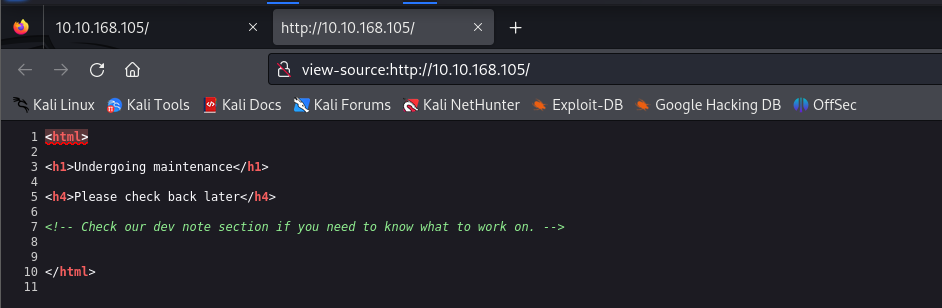 10.10.168.105/ × http://10.10.168.105/ × +
view-source:http://10.10.168.105/
Kali Linux Kali Tools Kali Docs Kali Forums Kali NetHunter Exploit-DB Google Hacking DB OffSec
1 <html>
2
3 <h1>Undergoing maintenance</h1>
4
5 <h4>Please check back later</h4>
6
7 <!-- Check our dev note section if you need to know what to work on. -->
8
9
10 </html>
11